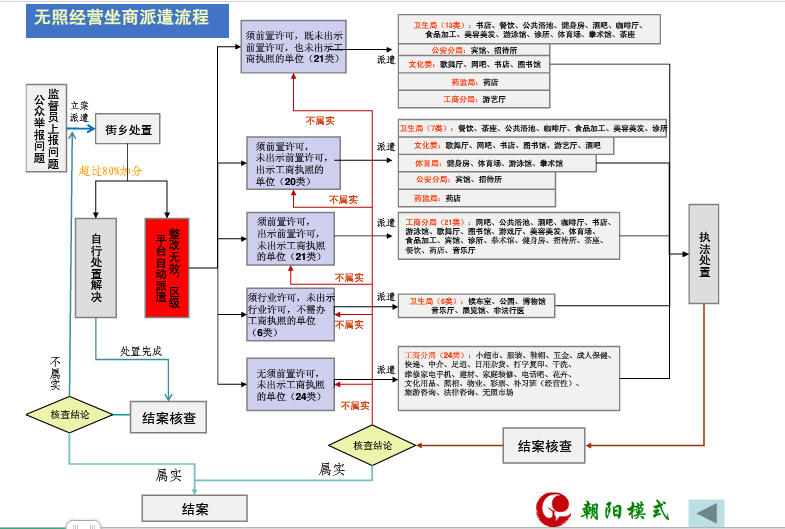 无照经营坐商派遣流程
监督员上报问题
公众举报问题
立案
派遣
街乡处置
超过80%加分
自行处置解决
整改无效，区级
平台自动派遣
处置完成
不属实
核查结论
结案核查
属实
结案
须前置许可，既未出示
前置许可，也未出示工
商执照的单位（21类）
不属实
须前置许可，
未出示前置许可，
出示工商执照的
单位（20类）
不属实
须前置许可，
出示前置许可，
未出示工商执照
的单位（21类）
不属实
须行业许可，未出示
行业许可，不需办
工商执照的单位
（6类）
不属实
无须前置许可，
未出示工商执照
的单位（24类）
不属实
派遣
卫生局（13类）：书店、餐饮、公共浴池、健身房、酒吧、咖啡厅、
食品加工、美容美发、游泳馆、诊所、体育场、拳术馆、茶座
公安分局：宾馆、招待所
文化委：歌舞厅、网吧、书店、图书馆
药监局：药店
工商分局：游艺厅
派遣
卫生局（7类）：餐饮、茶座、公共浴池、咖啡厅、食品加工、美容美发、诊所
文化委：歌舞厅、网吧、书店、图书馆、游艺厅、酒吧
体育局：健身房、体育场、游泳馆、拳术馆
公安分局：宾馆、招待所
药监局：药店
派遣
工商分局（21类）：网吧、公共浴池、酒吧、咖啡厅、书店、
游泳馆、歌舞厅、图书馆、游戏厅、美容美发、体育场、
食品加工、宾馆、诊所、拳术馆、健身房、招待所、茶座、
餐饮、药店、音乐厅
派遣
卫生局（6类）：候车室、公园、博物馆
音乐厅、展览馆、非法行医
派遣
工商分局（24类）：小超市、服装、鞋帽、五金、成人保健、
快递、中介、足道、日用杂货、打字复印、干洗、
维修家电手机、建材、家庭装修、电话吧、花卉、
文化用品、照相、物业、彩票、补习班（经营性）、
旅游咨询、法律咨询、无照市场
执法处置
结案核查
核查结论
属实
朝阳模式